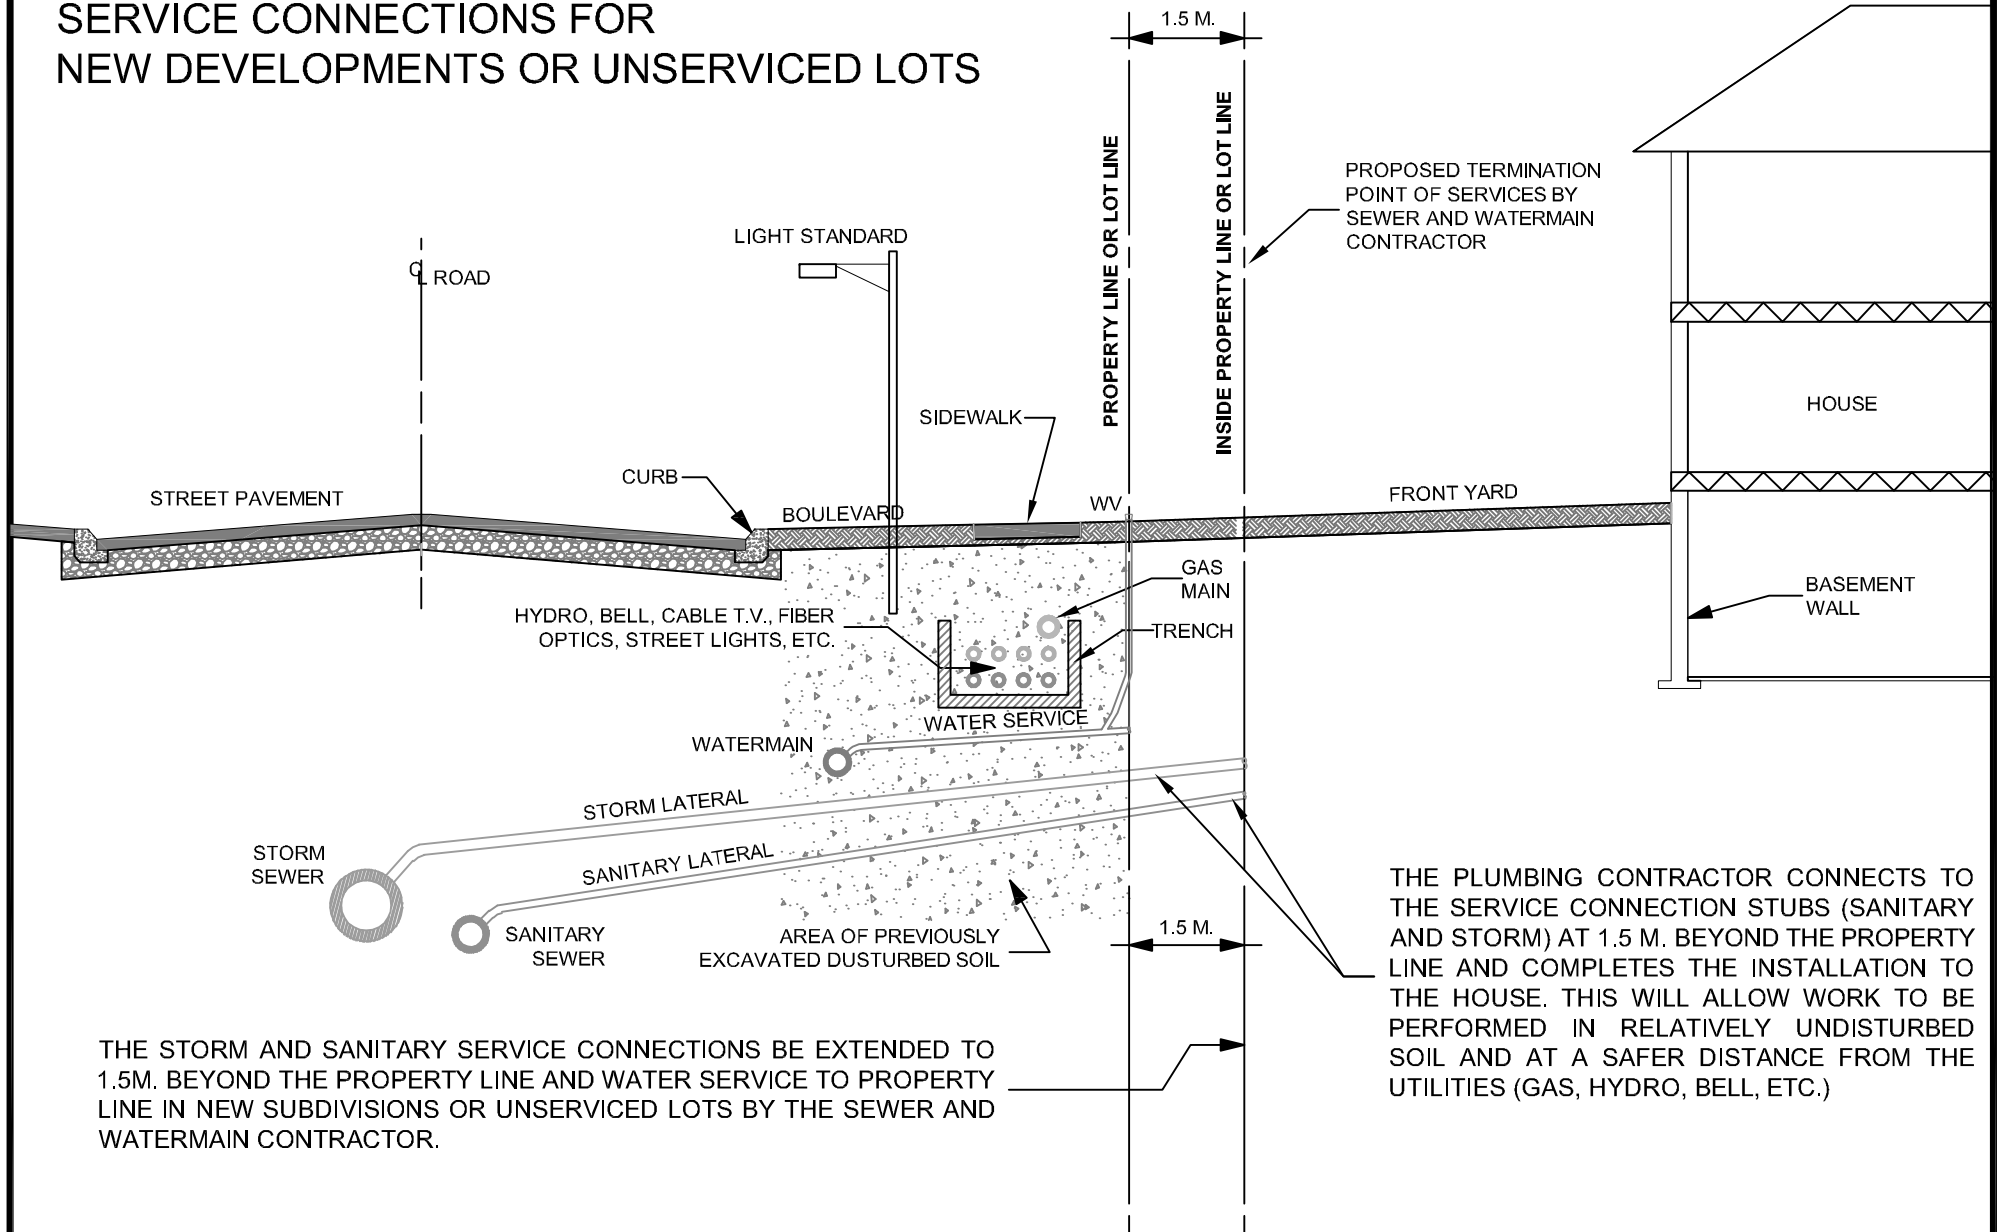 SERVICE CONNECTIONS FOR
NEW DEVELOPMENTS OR UNSERVICED LOTS
1.5 M.
PROPERTY LINE OR LOT LINE
INSIDE PROPERTY LINE OR LOT LINE
PROPOSED TERMINATION
POINT OF SERVICES BY
SEWER AND WATERMAIN
CONTRACTOR
LIGHT STANDARD
CL ROAD
SIDEWALK
HOUSE
CURB
STREET PAVEMENT
BOULEVARD
WV
FRONT YARD
GAS
MAIN
BASEMENT
WALL
HYDRO, BELL, CABLE T.V., FIBER
OPTICS, STREET LIGHTS, ETC.
TRENCH
WATER SERVICE
WATERMAIN
STORM LATERAL
STORM
SEWER
SANITARY LATERAL
SANITARY
SEWER
AREA OF PREVIOUSLY
EXCAVATED DUSTURBED SOIL
1.5 M.
THE PLUMBING CONTRACTOR CONNECTS TO
THE SERVICE CONNECTION STUBS (SANITARY
AND STORM) AT 1.5 M. BEYOND THE PROPERTY
LINE AND COMPLETES THE INSTALLATION TO
THE HOUSE. THIS WILL ALLOW WORK TO BE
PERFORMED IN RELATIVELY UNDISTURBED
SOIL AND AT A SAFER DISTANCE FROM THE
UTILITIES (GAS, HYDRO, BELL, ETC.)
THE STORM AND SANITARY SERVICE CONNECTIONS BE EXTENDED TO
1.5M. BEYOND THE PROPERTY LINE AND WATER SERVICE TO PROPERTY
LINE IN NEW SUBDIVISIONS OR UNSERVICED LOTS BY THE SEWER AND
WATERMAIN CONTRACTOR.